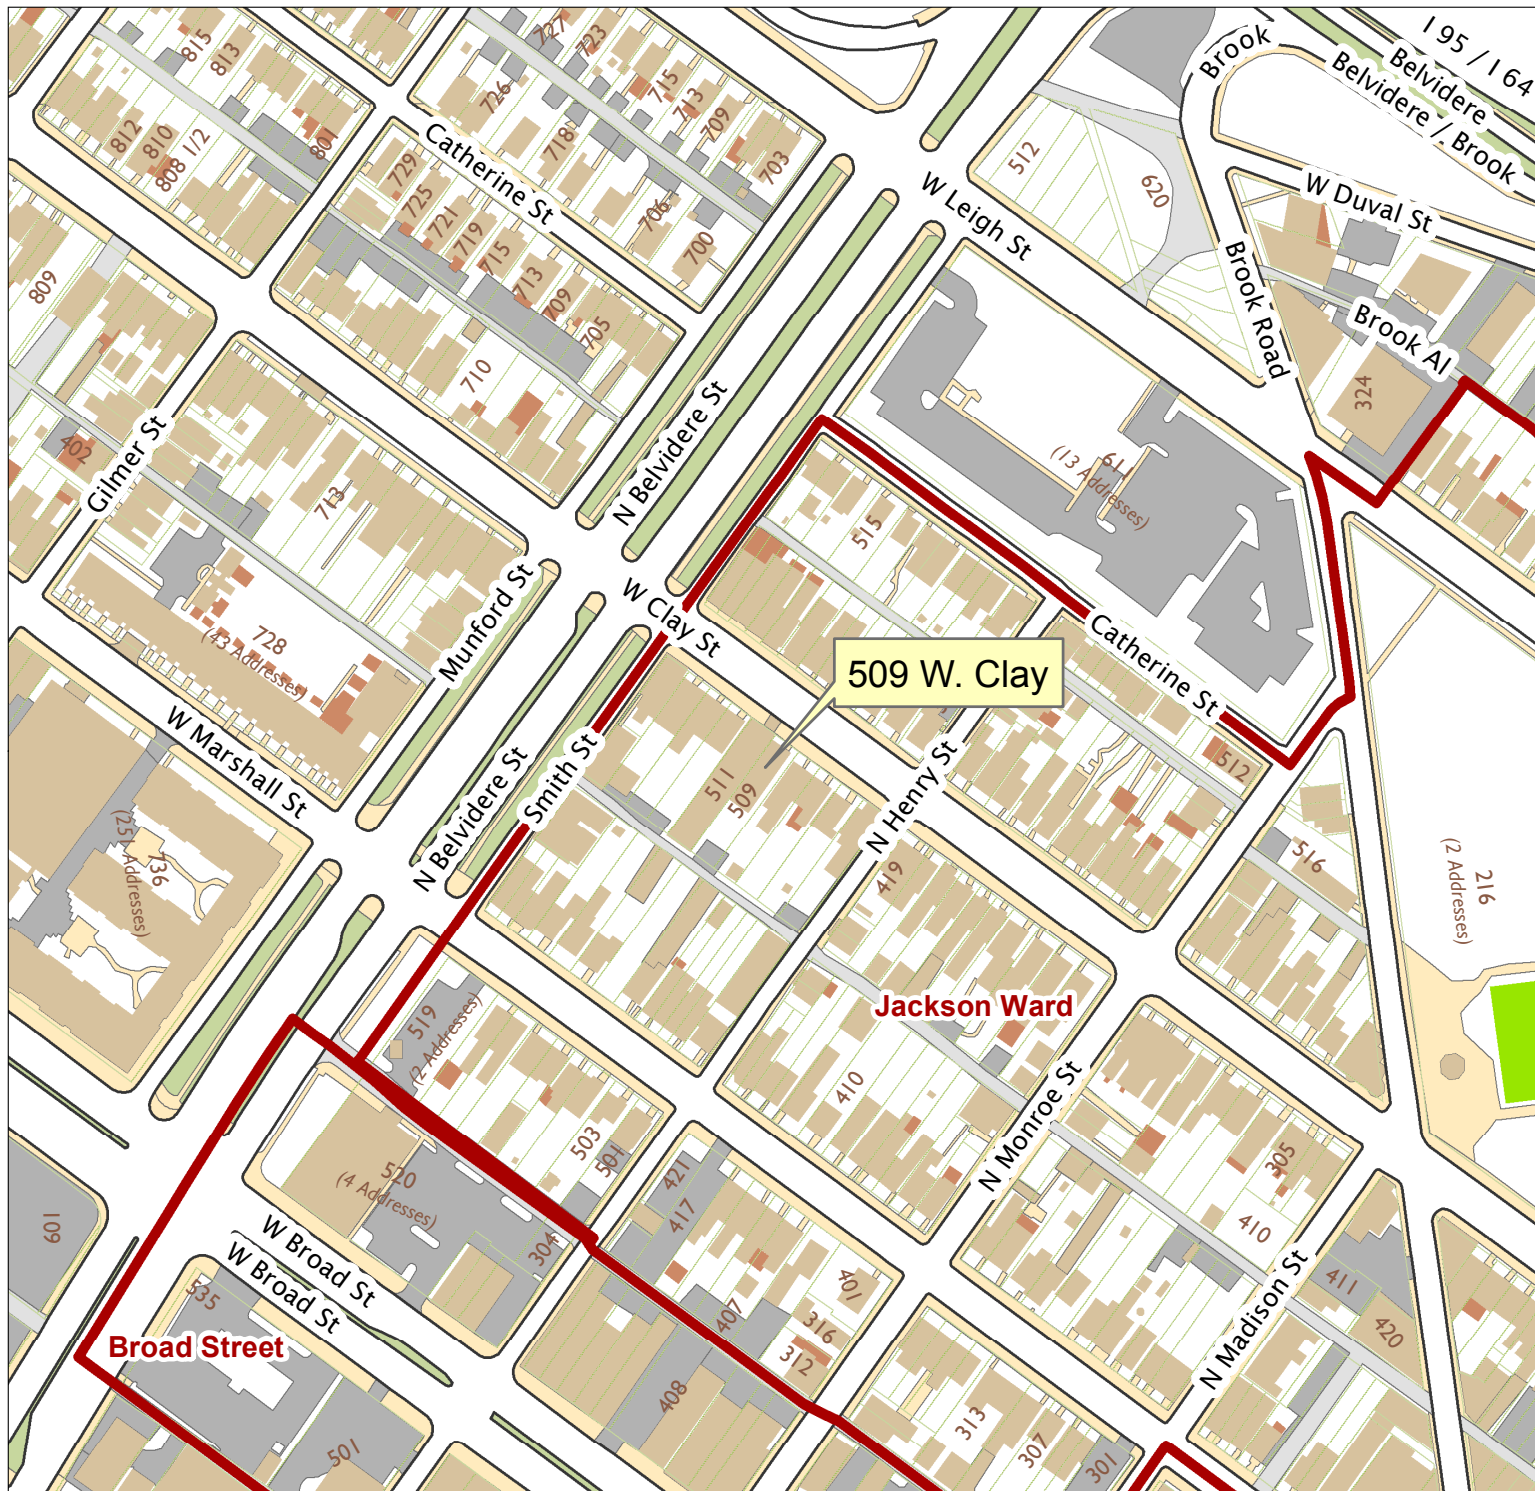 I 95 / I 64
Belvidere
Belvidere / Brook
Brook
815
813
727
723
715
713
709
703
726
718
706
700
812
810
808 1/2
801
Catherine St
729
725
721
719
715
713
709
705
710
512
620
W Leigh St
W Duval St
Brook Road
Brook Al
324
809
402
Gilmer St
713
N Belvidere St
611
(13 Addresses)
515
Munford St
W Clay St
728
(43 Addresses)
509 W. Clay
Catherine St
512
W Marshall St
Smith St
N Belvidere St
511
509
N Henry St
736
(25 Addresses)
516
216
(2 Addresses)
419
519
(2 Addresses)
Jackson Ward
410
N Monroe St
503
501
421
417
305
410
520
(4 Addresses)
304
109
W Broad St
W Broad St
535
Broad Street
401
407
316
312
408
N Madison St
411
420
313
307
301
501